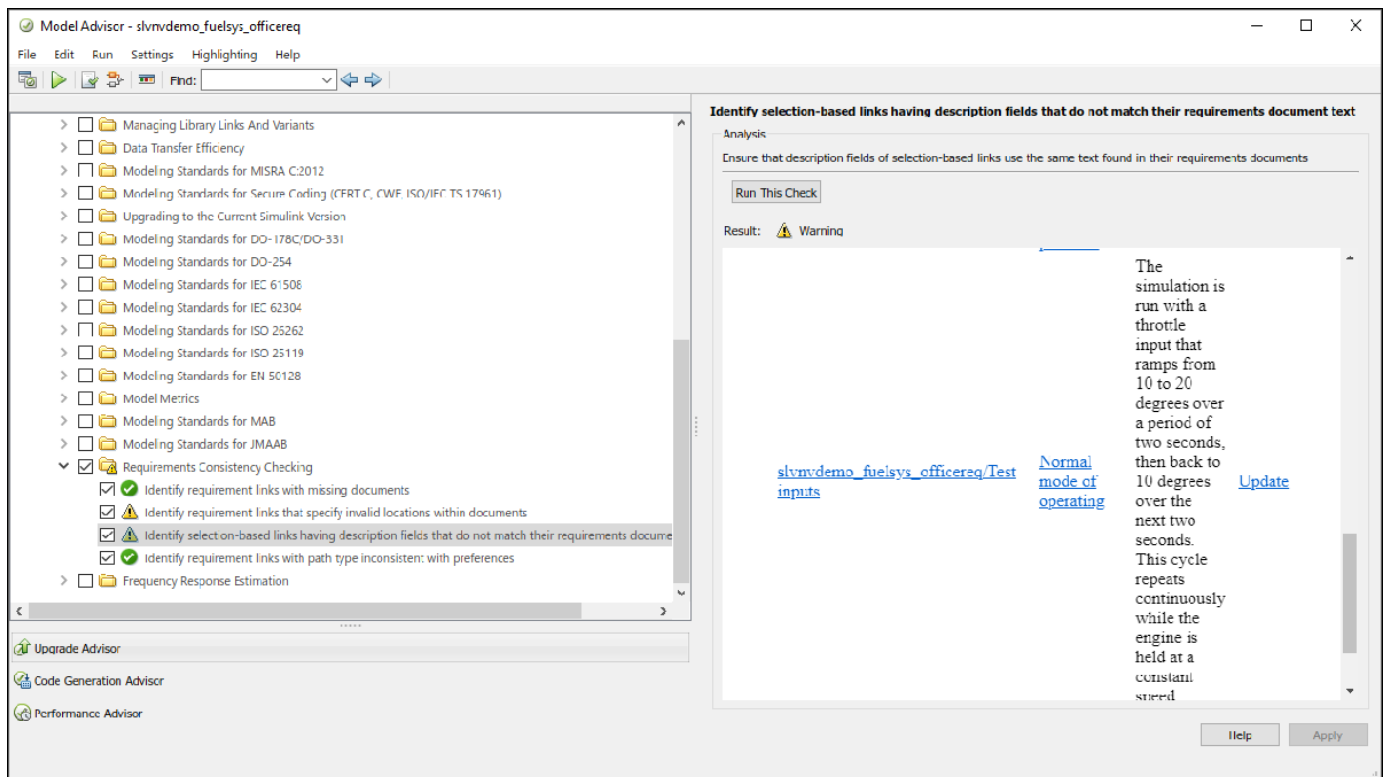 Model Advisor - slvnvdemo_fuelsys_officereq
File Edit Run Settings Highlighting Help
Find:
Managing Library Links And Variants
Data Transfer Efficiency
Modeling Standards for MISRA C:2012
Modeling Standards for Secure Coding (CERT C, CWE, ISO/IEC TS 17961)
Upgrading to the Current Simulink Version
Modeling Standards for DO-178C/DO-331
Modeling Standards for DO-254
Modeling Standards for IEC 61508
Modeling Standards for IEC 62304
Modeling Standards for ISO 26262
Modeling Standards for ISO 25119
Modeling Standards for EN 50128
Model Metrics
Modeling Standards for MAB
Modeling Standards for JMAAB
Requirements Consistency Checking
Identify requirement links with missing documents
Identify requirement links that specify invalid locations within documents
Identify selection-based links having description fields that do not match their requirements docume
Identify requirement links with path type inconsistent with preferences
Frequency Response Estimation
Upgrade Advisor
Code Generation Advisor
Performance Advisor
Identify selection-based links having description fields that do not match their requirements document text
Analysis
Ensure that description fields of selection-based links use the same text found in their requirements documents
Run This Check
Result: Warning
slvnvdemo_fuelsys_officereq/Test
inputs
Normal
mode of
operating
The
simulation is
run with a
throttle
input that
ramps from
10 to 20
degrees over
a period of
two seconds,
then back to
10 degrees
over the
next two
seconds.
This cycle
repeats
continuously
while the
engine is
held at a
constant
speed
Update
Help Apply